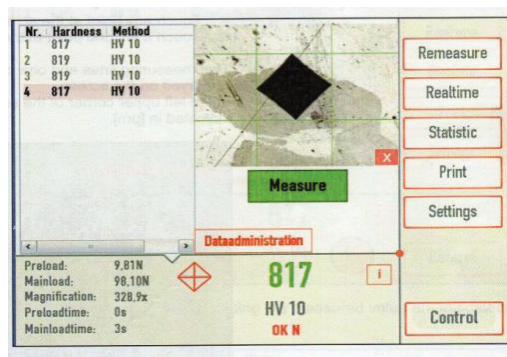 Nr. Hardness Method
1 817 HV 10
2 819 HV 10
3 819 HV 10
4 817 HV 10
X
Measure
Dataadministration
Remeasure
Realtime
Statistic
Print
Settings
Control
Preload: 9,81N
Mainload: 98,10N
Magnification: 328,9x
Preloadtime: 0s
Mainloadtime: 3s
817
i
HV 10
OK N